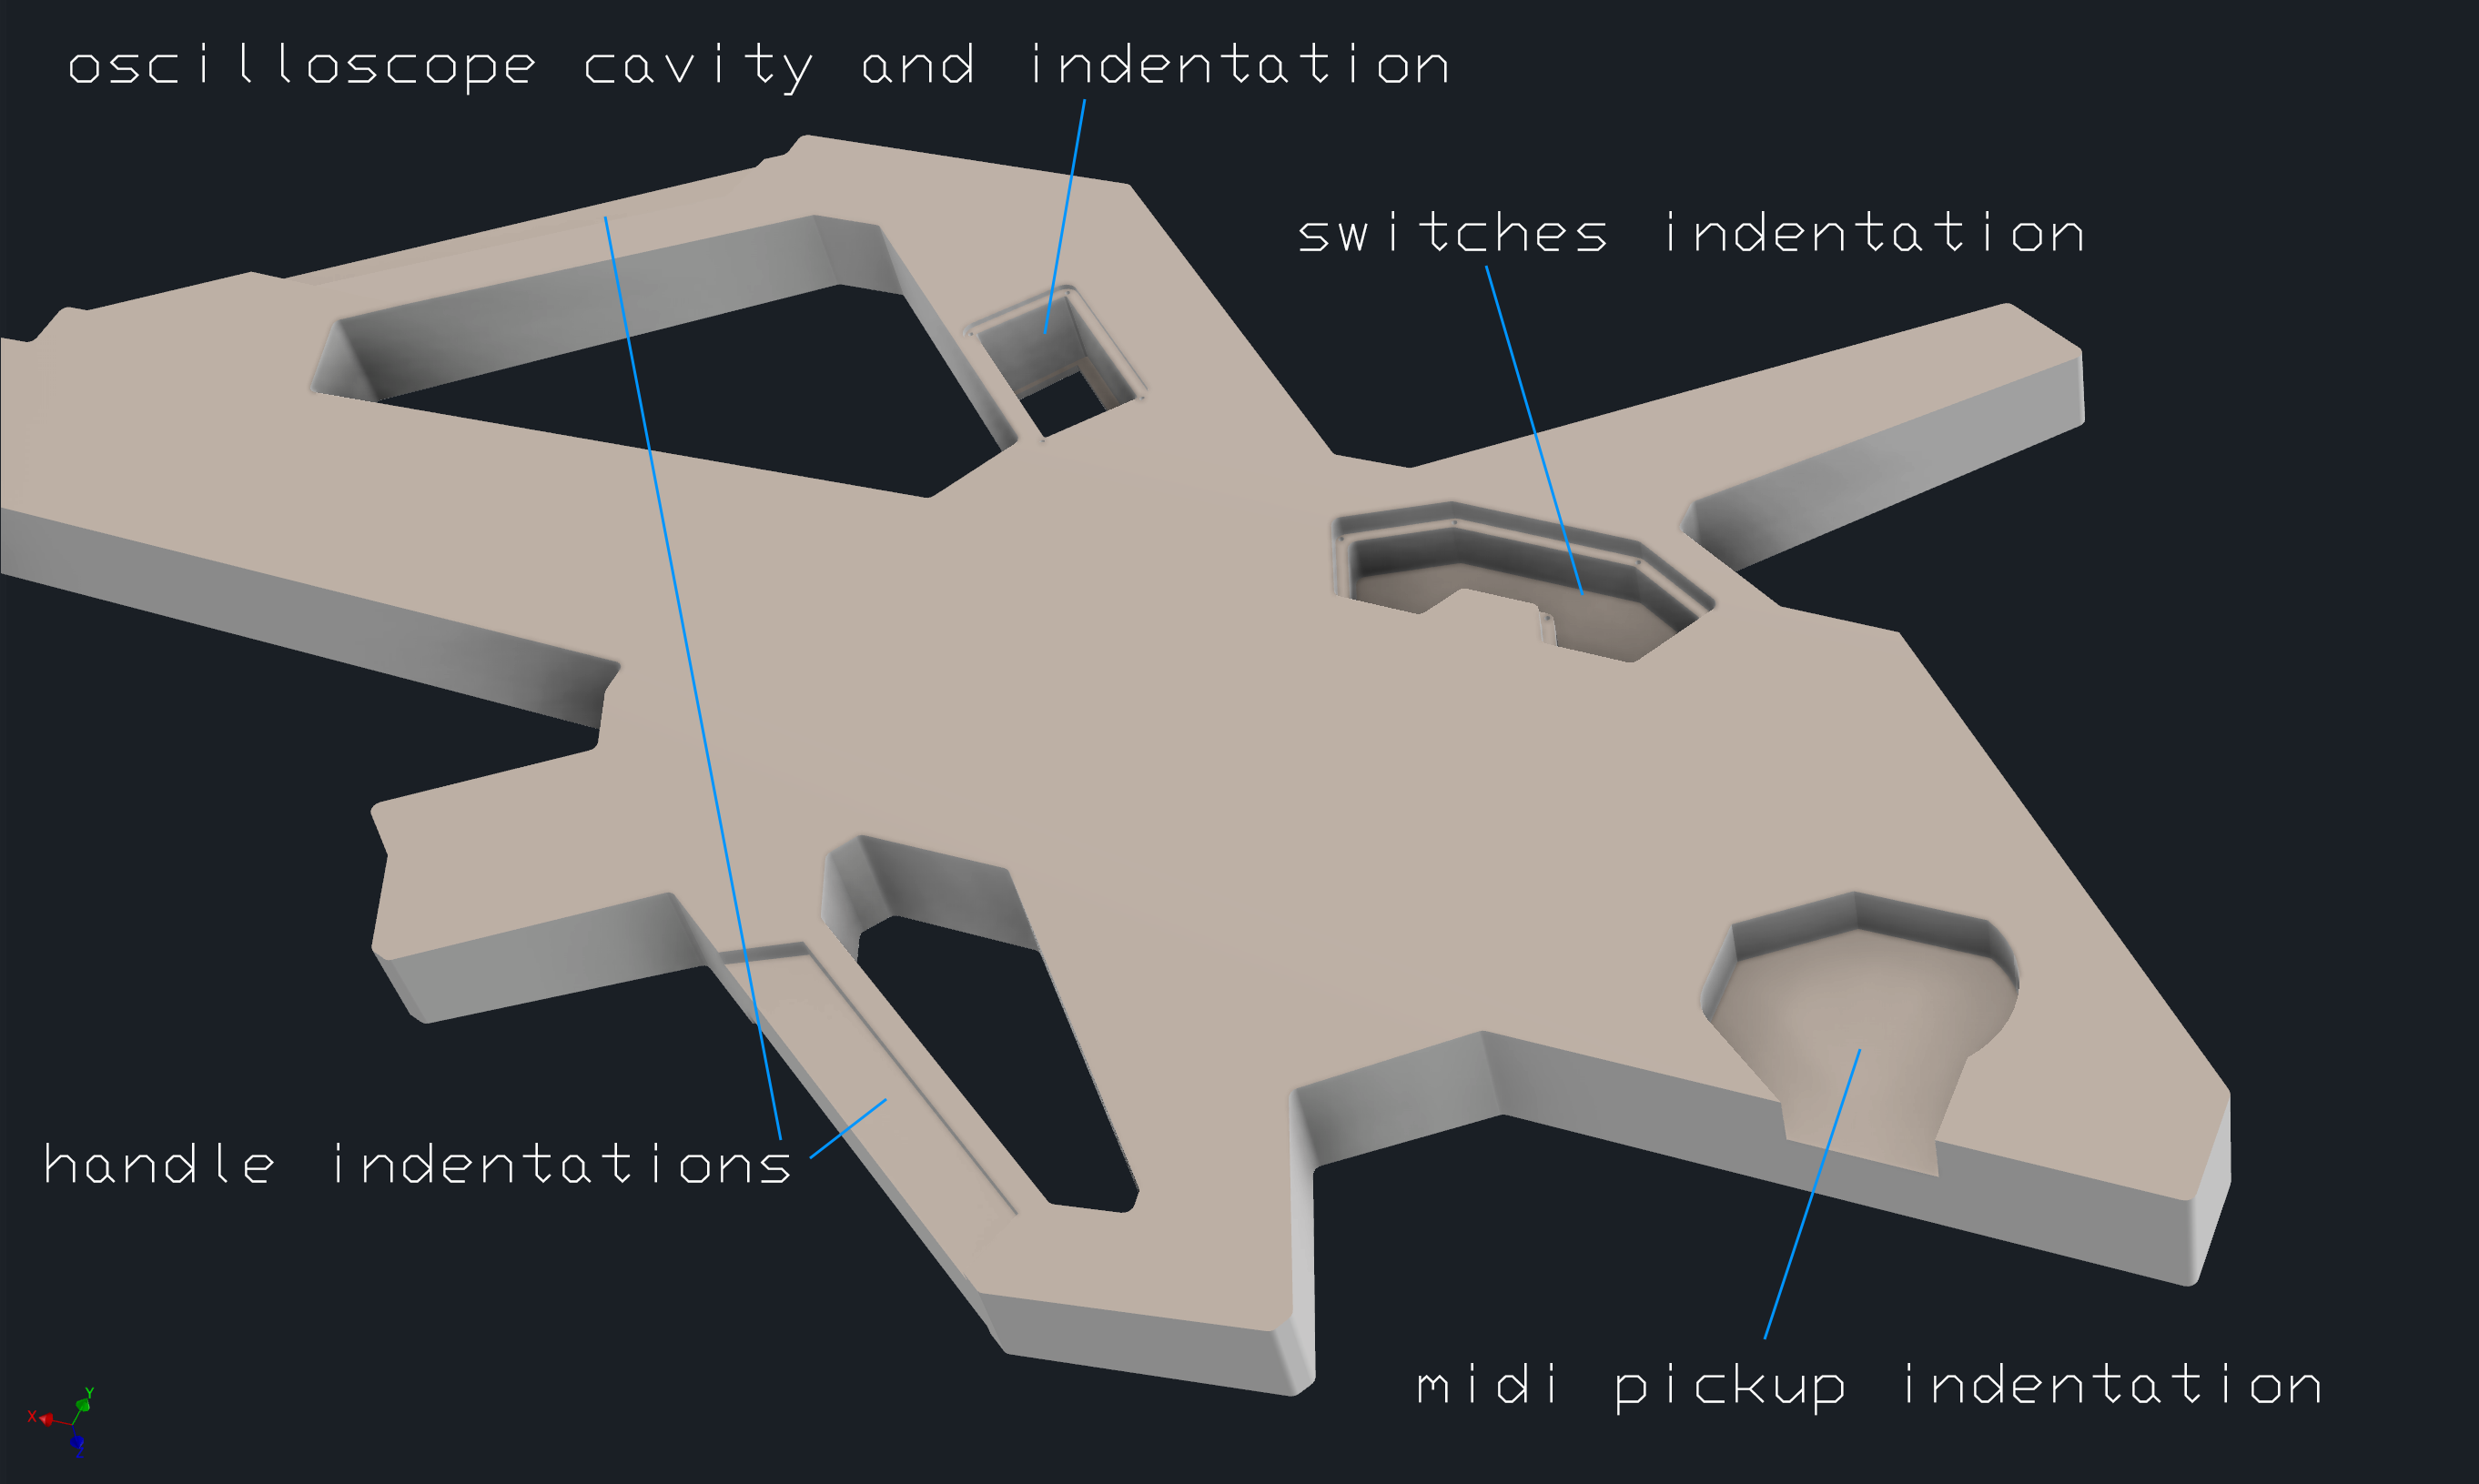 oscilloscope cavity and indentation
switches indentation
handle indentations
midi pickup indentation
Y
X
Z